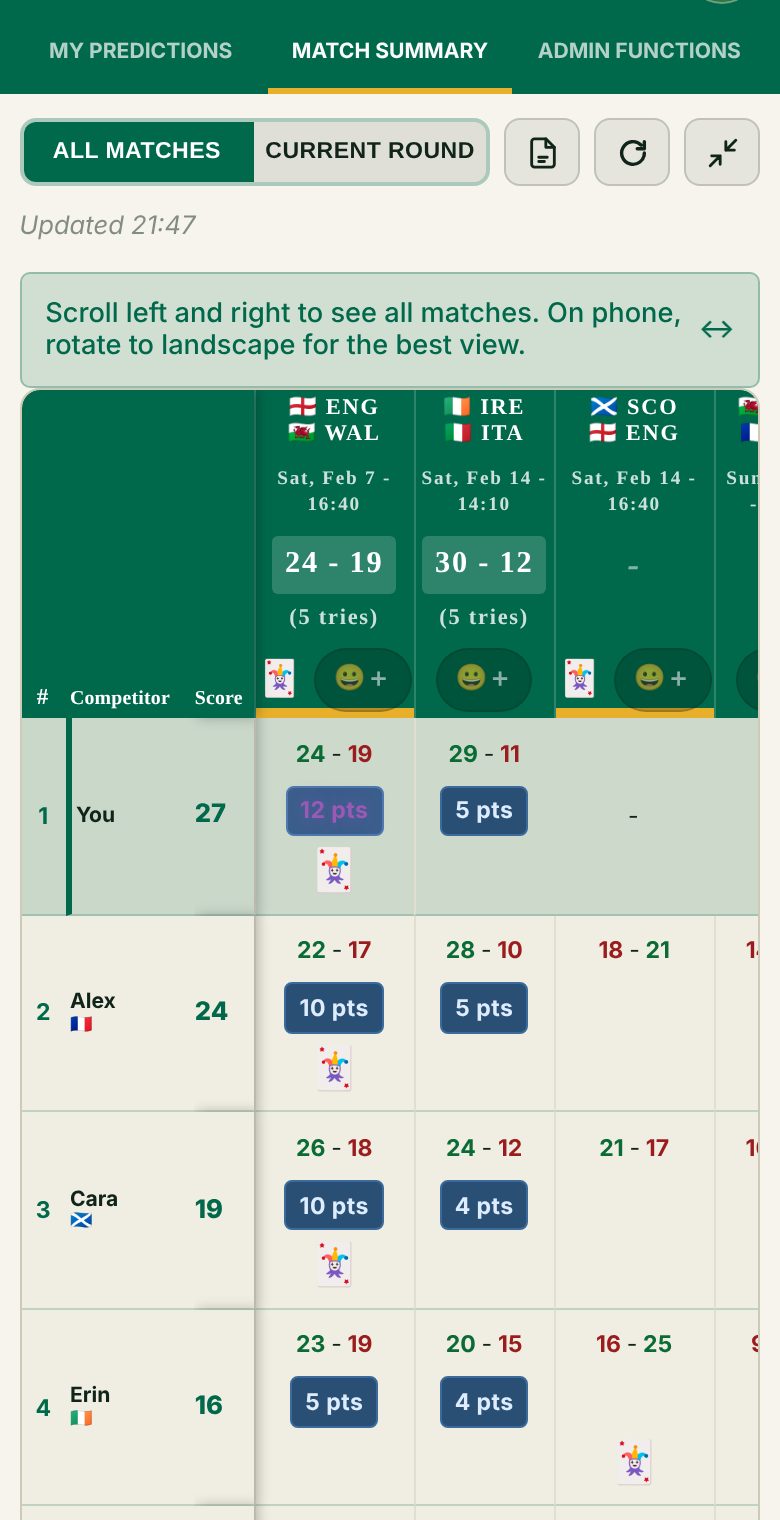 MY PREDICTIONS MATCH SUMMARY ADMIN FUNCTIONS
ALL MATCHES CURRENT ROUND
Updated 21:47
Scroll left and right to see all matches. On phone,
rotate to landscape for the best view.
ENG IRE SCO
WAL ITA ENG
Sat, Feb 7 - Sat, Feb 14 - Sat, Feb 14 -
16:40 14:10 16:40
24 - 19 30 - 12 -
(5 tries) (5 tries)
+ + +
# Competitor Score
24 - 19 29 - 11
1 You 27 12 pts 5 pts -
22 - 17 28 - 10 18 - 21
2 Alex 24 10 pts 5 pts
26 - 18 24 - 12 21 - 17
3 Cara 19 10 pts 4 pts
23 - 19 20 - 15 16 - 25
4 Erin 16 5 pts 4 pts